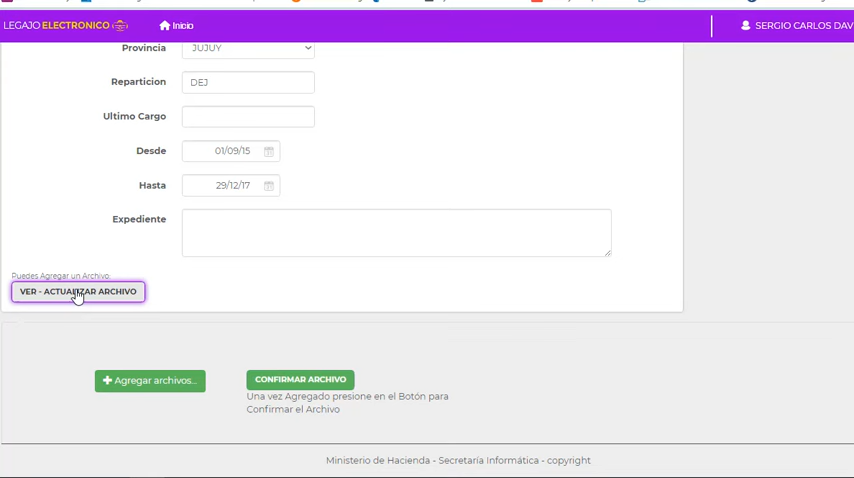 LEGAJO ELECTRONICO
Inicio
SERGIO CARLOS DAV
Provincia
JUJUY
Reparticion
DEJ
Ultimo Cargo
Desde
01/09/15
Hasta
29/12/17
Expediente
Puedes Agregar un Archivo:
VER - ACTUALIZAR ARCHIVO
Agregar archivos...
CONFIRMAR ARCHIVO
Una vez Agregado presione en el Botón para
Confirmar el Archivo
Ministerio de Hacienda - Secretaría Informática - copyright